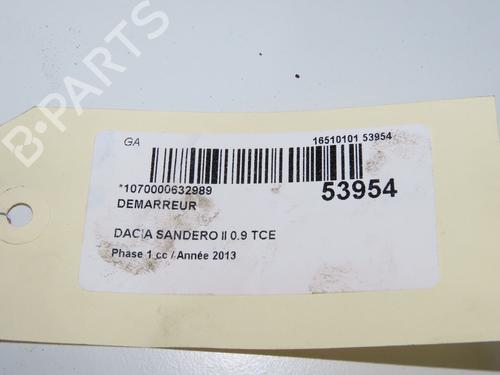 GA
16510101 53954
*1070000632989
53954
DEMARREUR
DACIA SANDERO II 0.9 TCE
Phase 1 cc / Année 2013
B-PARTS